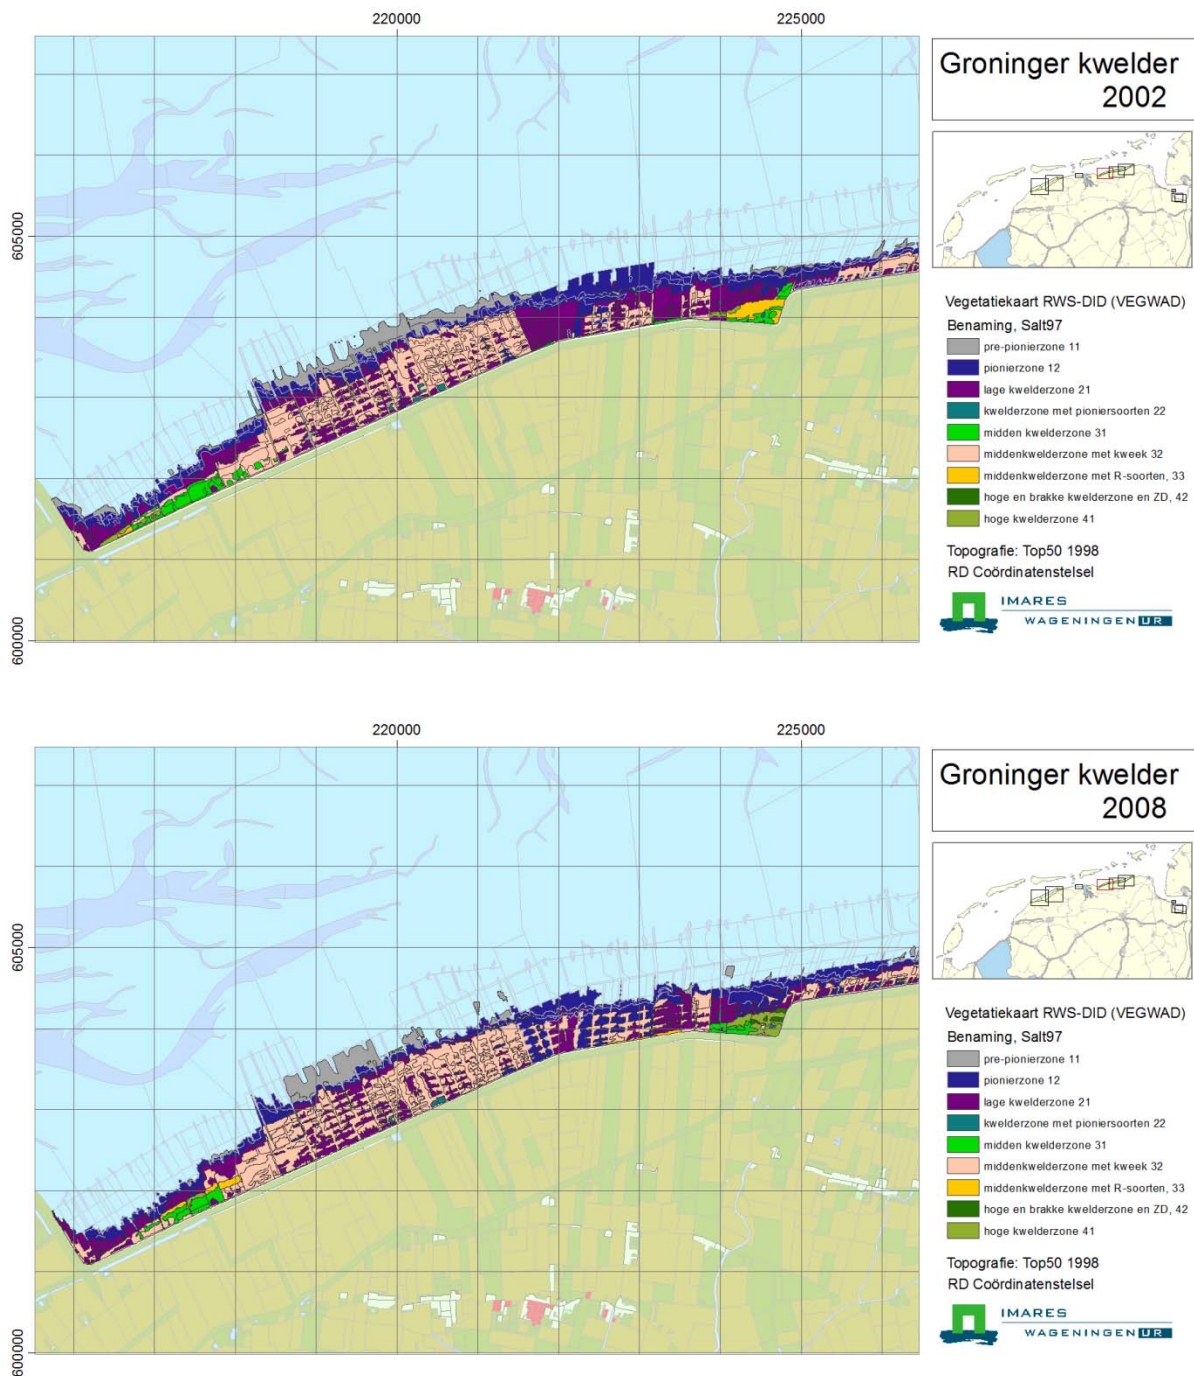 220000
225000
605000
600000
Groninger kwelder
2002
Vegetatiekaart RWS-DID (VEGWAD)
Benaming, Salt97
pre-pionierzone 11
pionierzone 12
lage kwelderzone 21
kwelderzone met pioniersoorten 22
midden kwelderzone 31
middenkwelderzone met kweek 32
middenkwelderzone met R-soorten, 33
hoge en brakke kwelderzone en ZD, 42
hoge kwelderzone 41
Topografie: Top50 1998
RD Coördinatenstelsel
IMARES
WAGENINGEN UR
220000
225000
605000
600000
Groninger kwelder
2008
Vegetatiekaart RWS-DID (VEGWAD)
Benaming, Salt97
pre-pionierzone 11
pionierzone 12
lage kwelderzone 21
kwelderzone met pioniersoorten 22
midden kwelderzone 31
middenkwelderzone met kweek 32
middenkwelderzone met R-soorten, 33
hoge en brakke kwelderzone en ZD, 42
hoge kwelderzone 41
Topografie: Top50 1998
RD Coördinatenstelsel
IMARES
WAGENINGEN UR